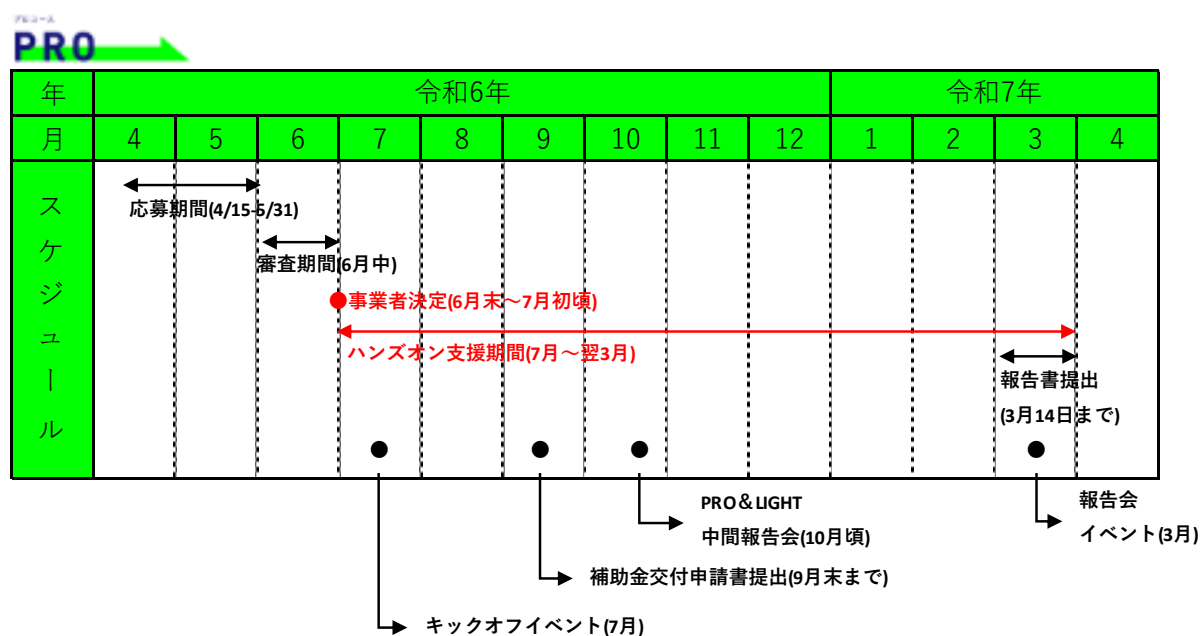 プロコース
PRO
年 令和6年 令和7年
月 4 5 6 7 8 9 10 11 12 1 2 3 4
スケジュール
応募期間(4/15-5/31)
審査期間(6月中)
事業者決定(6月末～7月初頃)
ハンズオン支援期間(7月～翌3月)
報告書提出
(3月14日まで)
PRO＆LIGHT
中間報告会(10月頃)
報告会
イベント(3月)
補助金交付申請書提出(9月末まで)
キックオフイベント(7月)